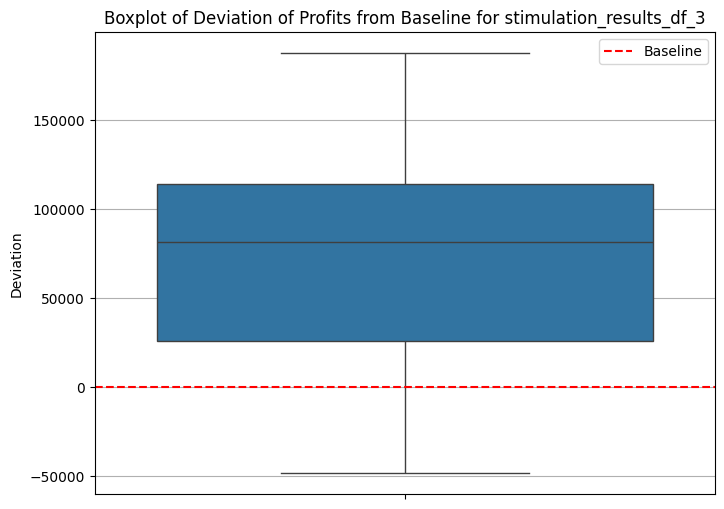 Boxplot of Deviation of Profits from Baseline for stimulation_results_df_3
Baseline
150000
100000
50000
0
−50000
Deviation